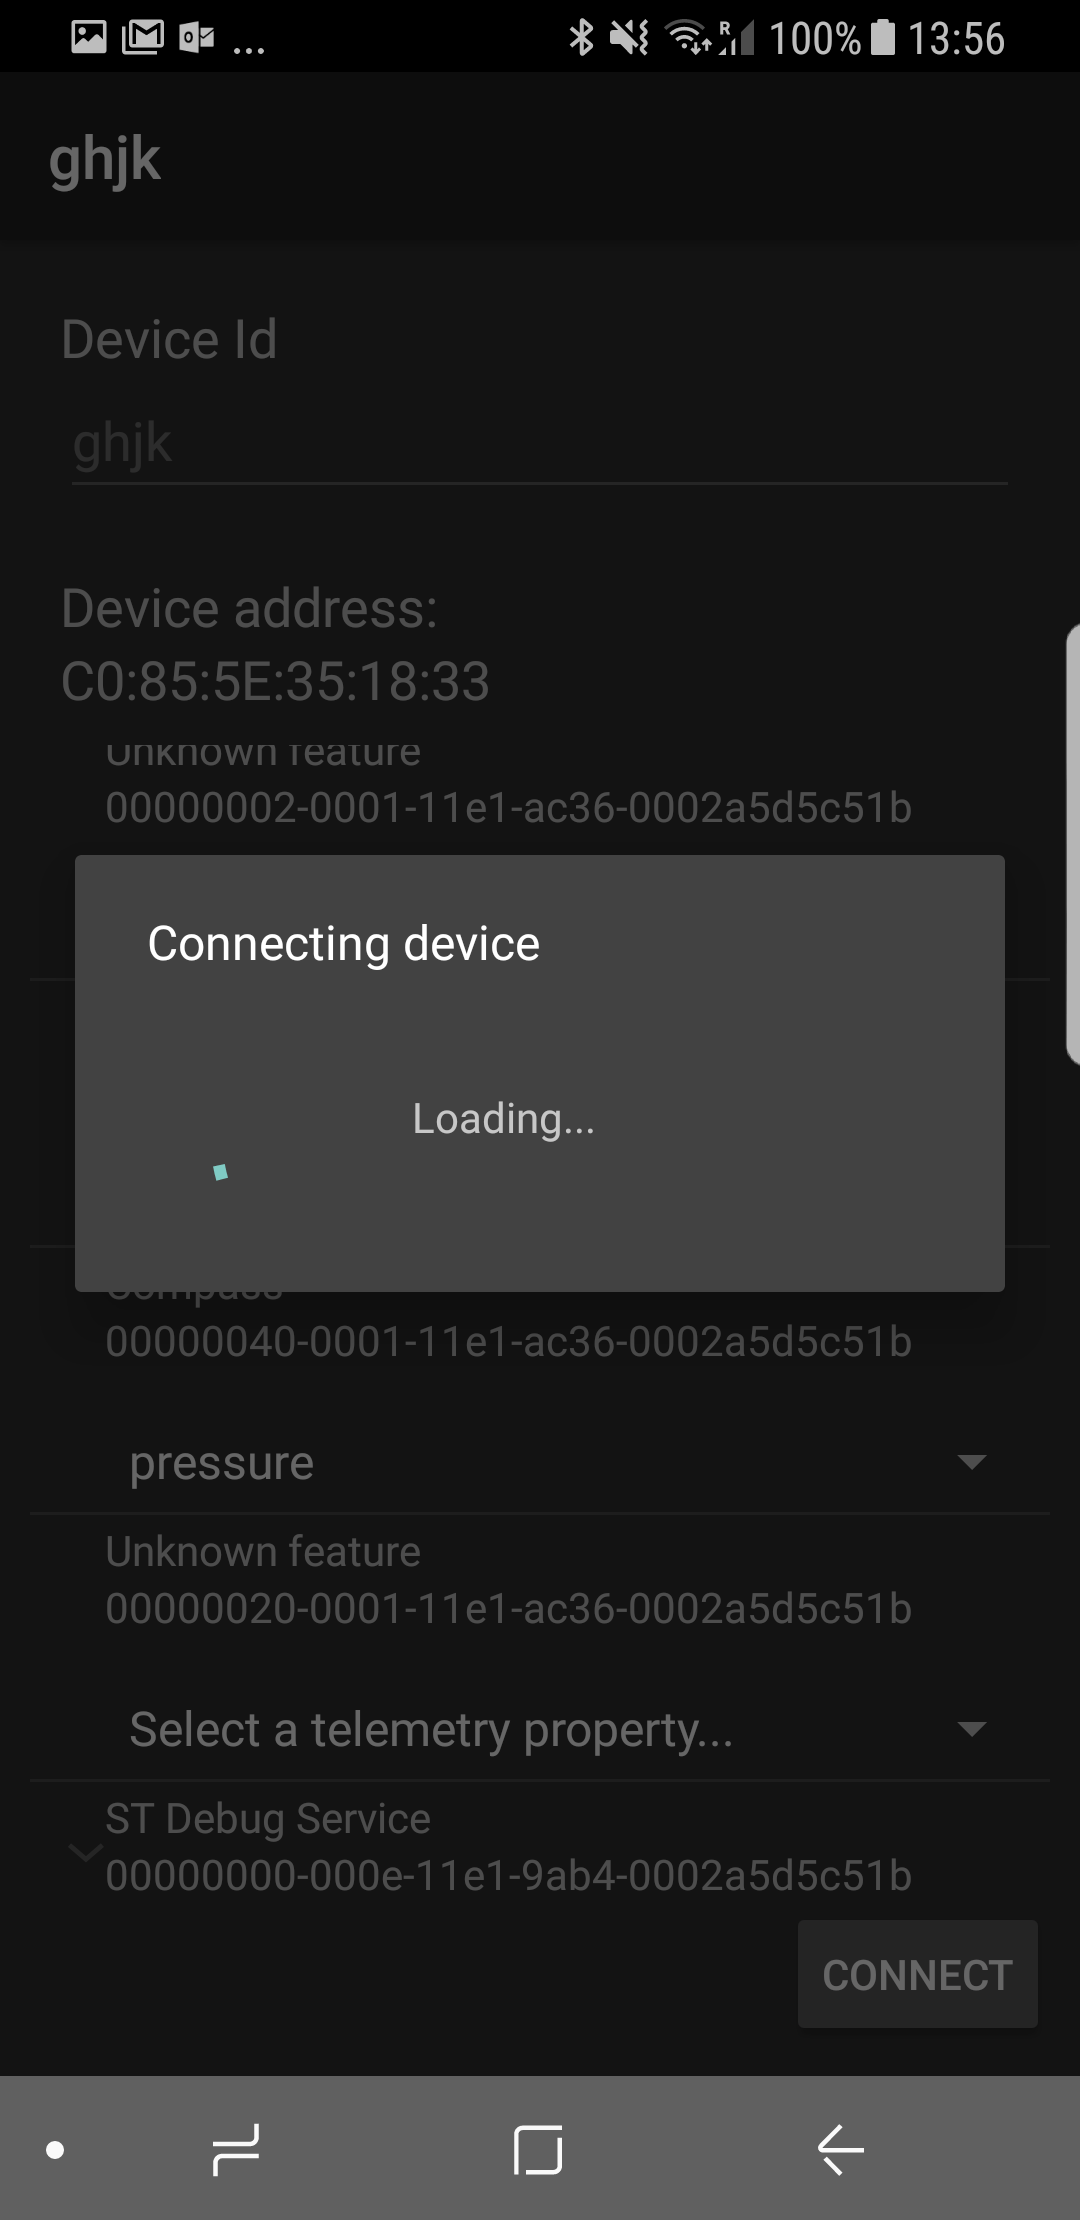 ... R 100% 13:56
ghjk
Device Id
ghjk
Device address:
C0:85:5E:35:18:33
Unknown feature
00000002-0001-11e1-ac36-0002a5d5c51b
Connecting device
Loading...
Compass
00000040-0001-11e1-ac36-0002a5d5c51b
pressure
Unknown feature
00000020-0001-11e1-ac36-0002a5d5c51b
Select a telemetry property...
ST Debug Service
00000000-000e-11e1-9ab4-0002a5d5c51b
CONNECT